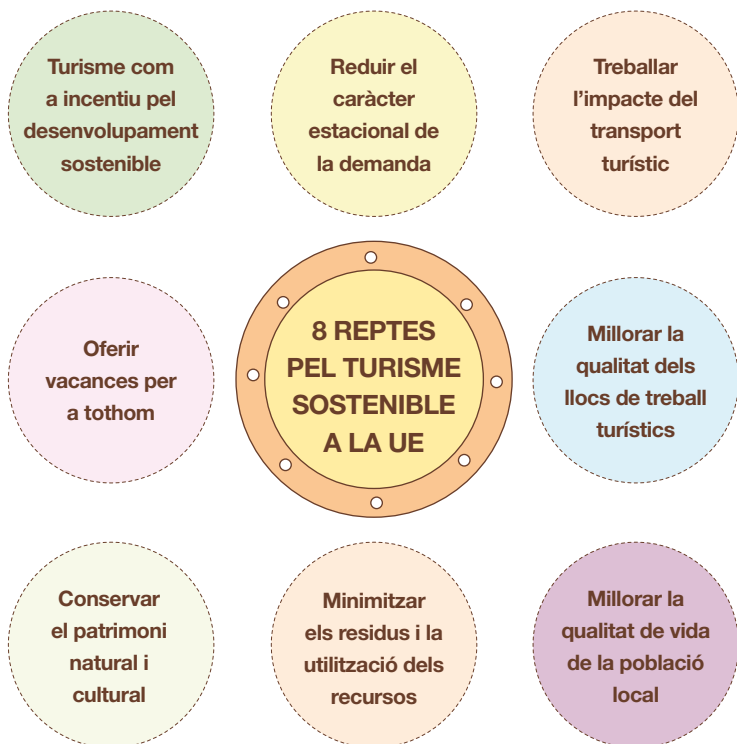 Turisme com
a incentiu pel
desenvolupament
sostenible
Reduir el
caràcter
estacional de
la demanda
Treballar
l’impacte del
transport
turístic
Oferir
vacances per
a tothom
8 REPTES
PEL TURISME
SOSTENIBLE
A LA UE
Millorar la
qualitat dels
llocs de treball
turístics
Conservar
el patrimoni
natural i
cultural
Minimitzar
els residus i la
utilització dels
recursos
Millorar la
qualitat de vida
de la població
local